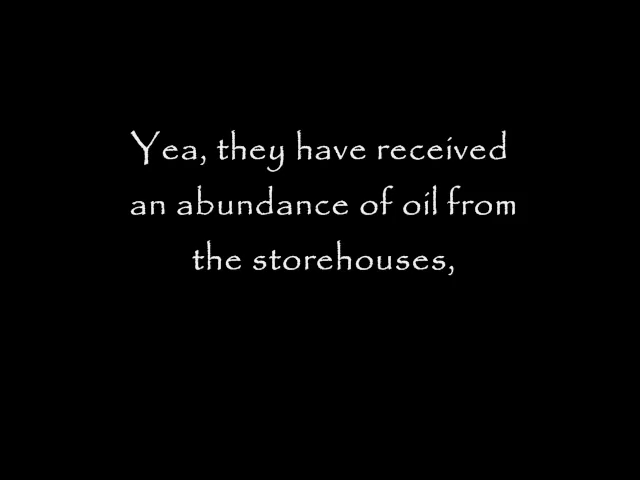 Yea, they have received
an abundance of oil from
the storehouses,